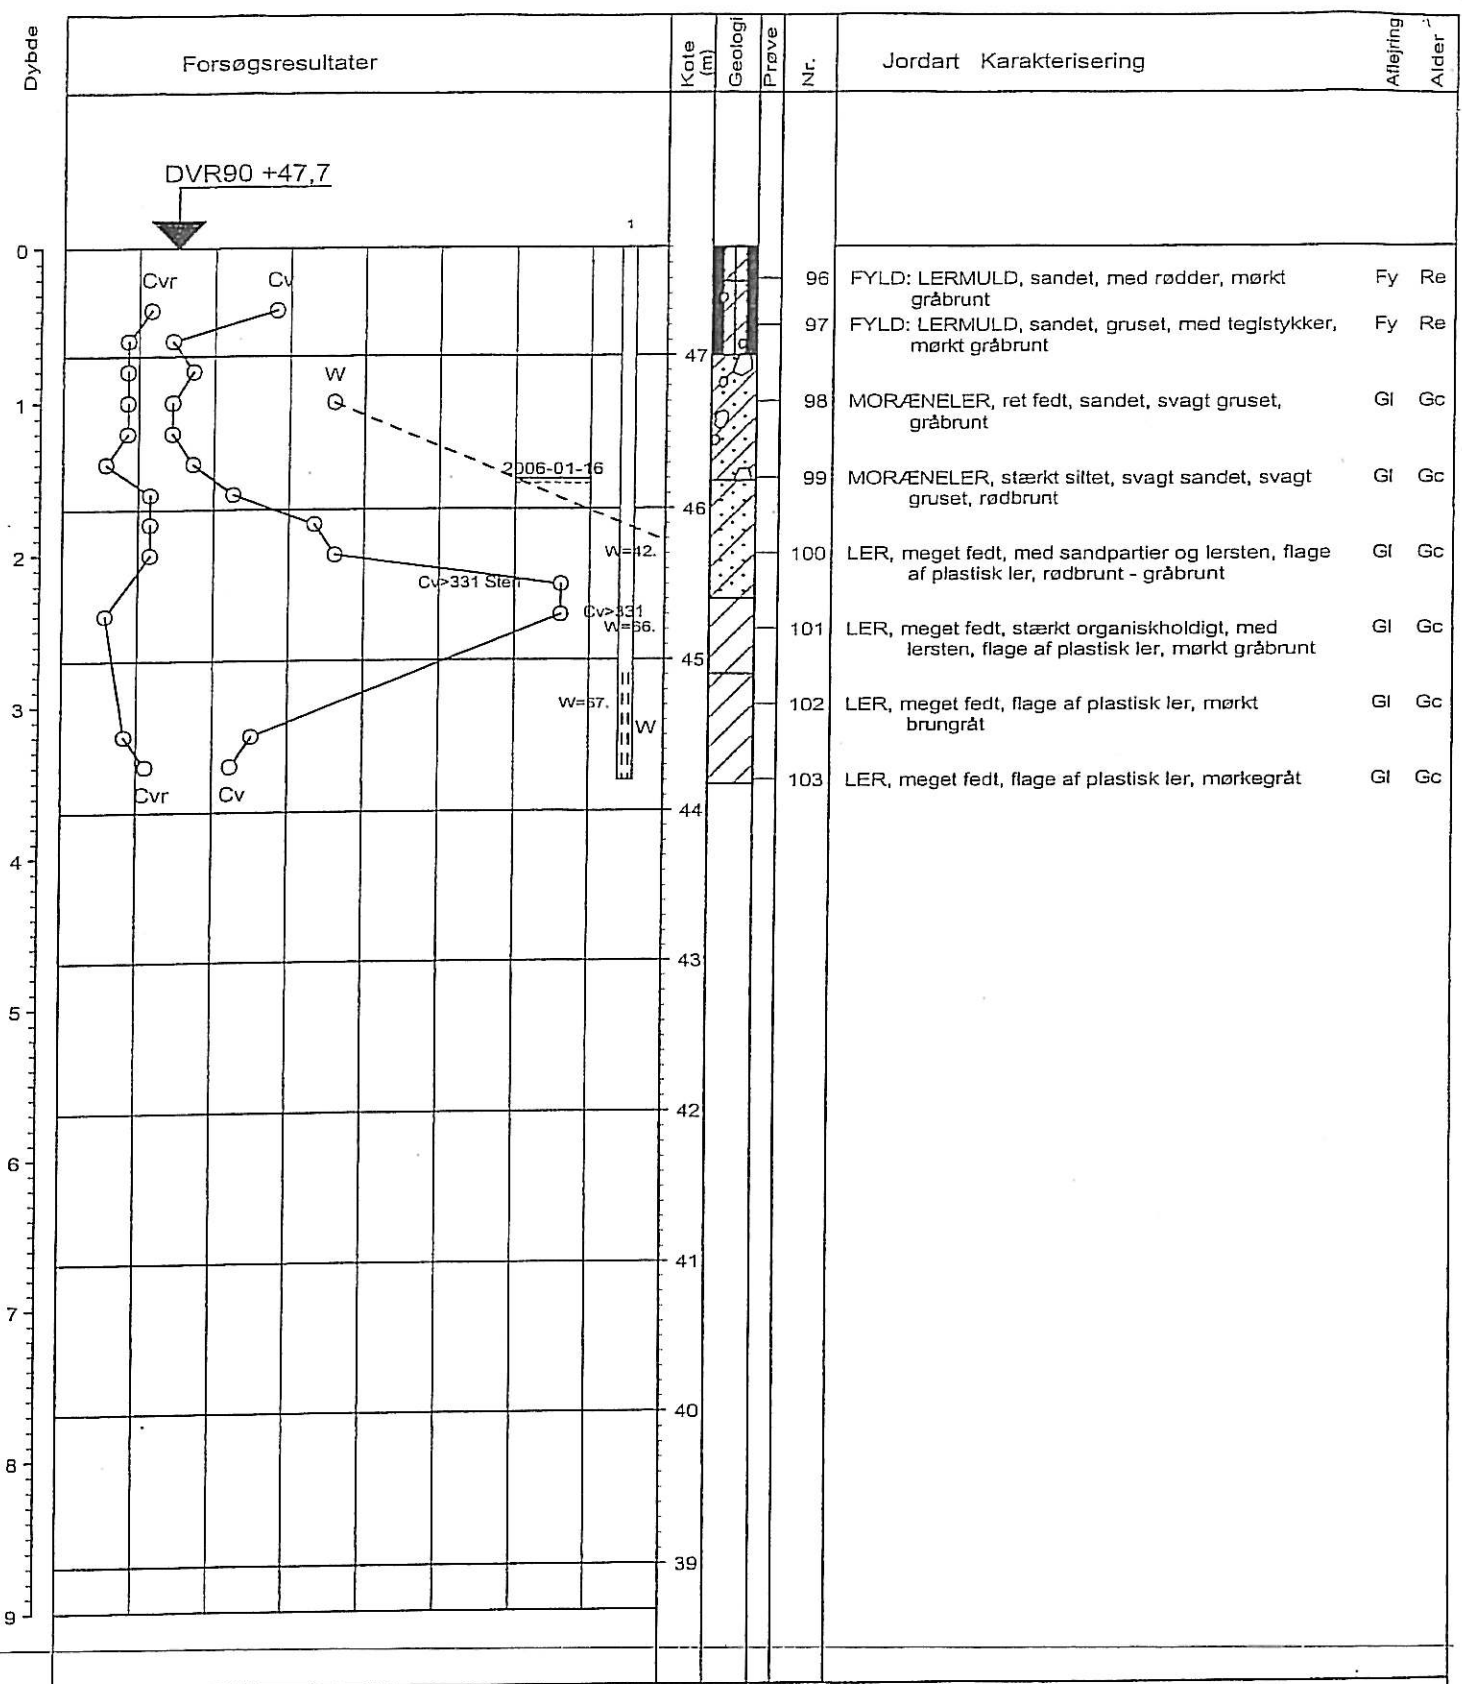 Dybde
Forsøgsresultater
Kote (m)
Geologi
Prøve
Nr.
Jordart Karakterisering
Aflejring
Alder
DVR90 +47,7
1
0
Cvr Cv
96 FYLD: LERMULD, sandet, med rødder, mørkt Fy Re
gråbrunt
97 FYLD: LERMULD, sandet, gruset, med teglstykker, Fy Re
mørkt gråbrunt
47
W
1
98 MORÆNELER, ret fedt, sandet, svagt gruset, Gl Gc
gråbrunt
2006-01-16
99 MORÆNELER, stærkt siltet, svagt sandet, svagt Gl Gc
gruset, rødbrunt
46
W=42.
2
100 LER, meget fedt, med sandpartier og lersten, flage Gl Gc
af plastisk ler, rødbrunt - gråbrunt
Cv>331 Sten
Cv>331
W=66.
101 LER, meget fedt, stærkt organiskholdigt, med Gl Gc
lersten, flage af plastisk ler, mørkt gråbrunt
45
W=67.
3
W
102 LER, meget fedt, flage af plastisk ler, mørkt Gl Gc
brungråt
103 LER, meget fedt, flage af plastisk ler, mørkegråt Gl Gc
Cvr Cv
44
4
43
5
42
6
41
7
40
8
39
9